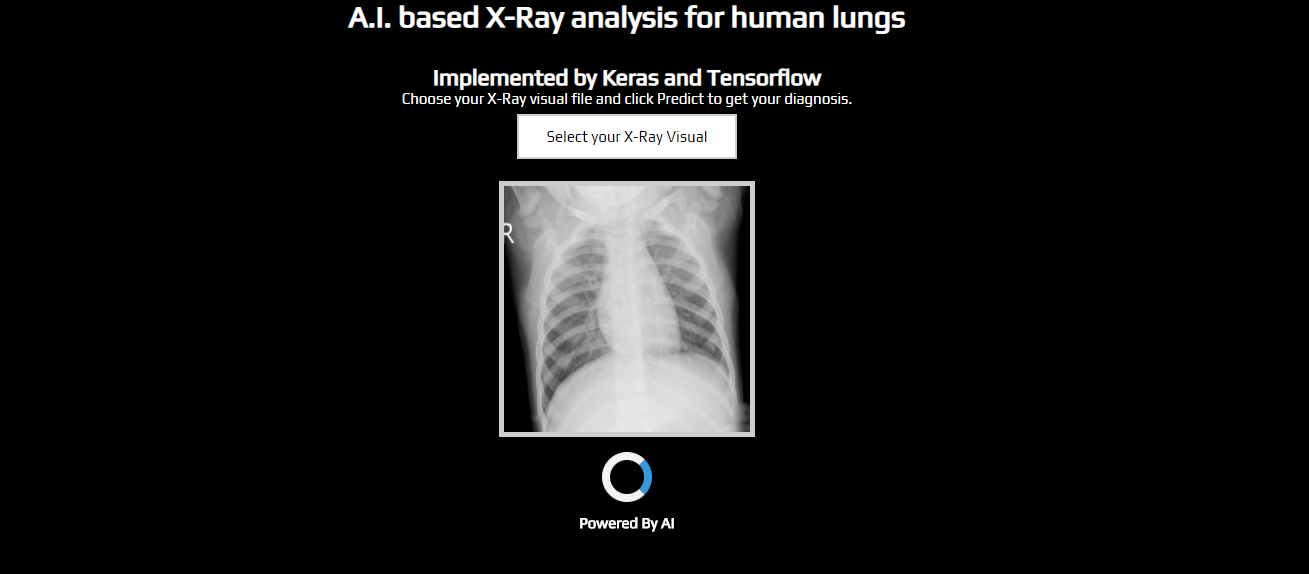 A.I. based X-Ray analysis for human lungs
Implemented by Keras and Tensorflow
Choose your X-Ray visual file and click Predict to get your diagnosis.
Select your X-Ray Visual
R
Powered By AI